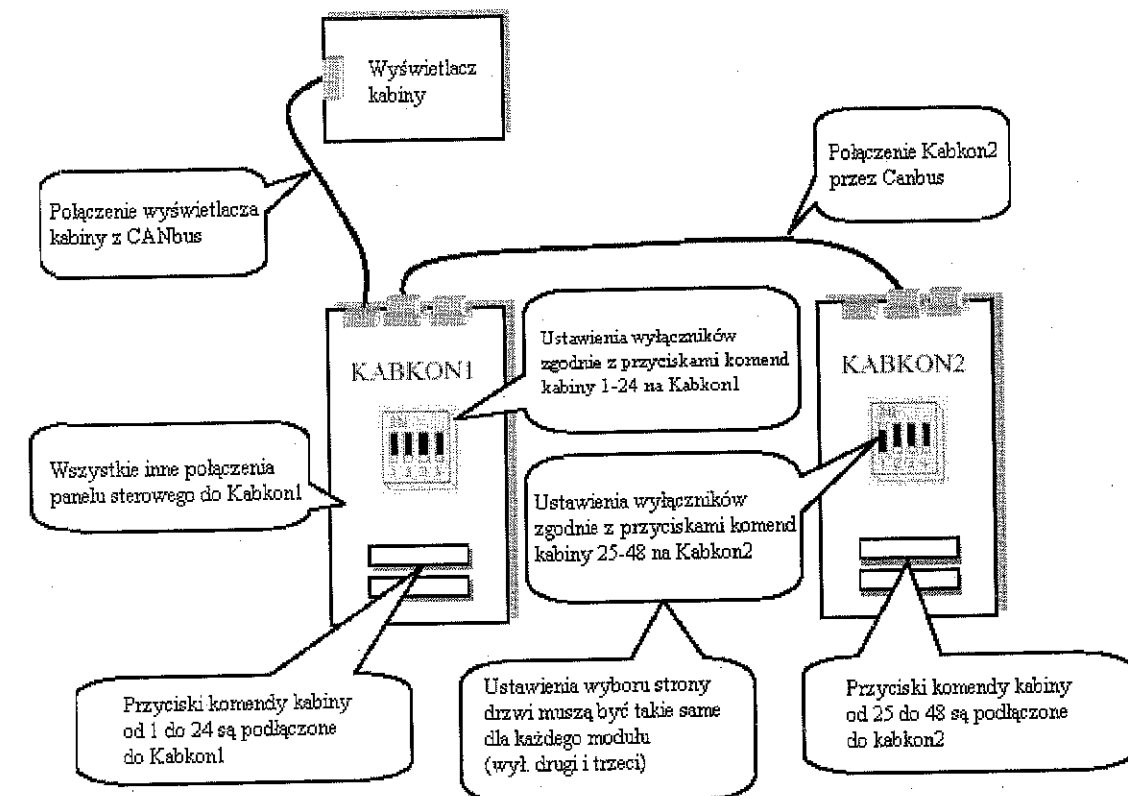 Wyświetlacz
kabiny
Połączenie Kabkon2
przez Canbus
Połączenie wyświetlacza
kabiny z CANbus
KABKON1
Ustawienia wyłączników
zgodnie z przyciskami komend
kabiny 1-24 na Kabkon1
KABKON2
Wszystkie inne połączenia
panelu sterowego do Kabkon1
Ustawienia wyłączników
zgodnie z przyciskami komend
kabiny 25-48 na Kabkon2
Przyciski komendy kabiny
od 1 do 24 są podłączone
do Kabkon1
Ustawienia wyboru strony
drzwi muszą być takie same
dla każdego modułu
(wył. drugi i trzeci)
Przyciski komendy kabiny
od 25 do 48 są podłączone
do kabkon2